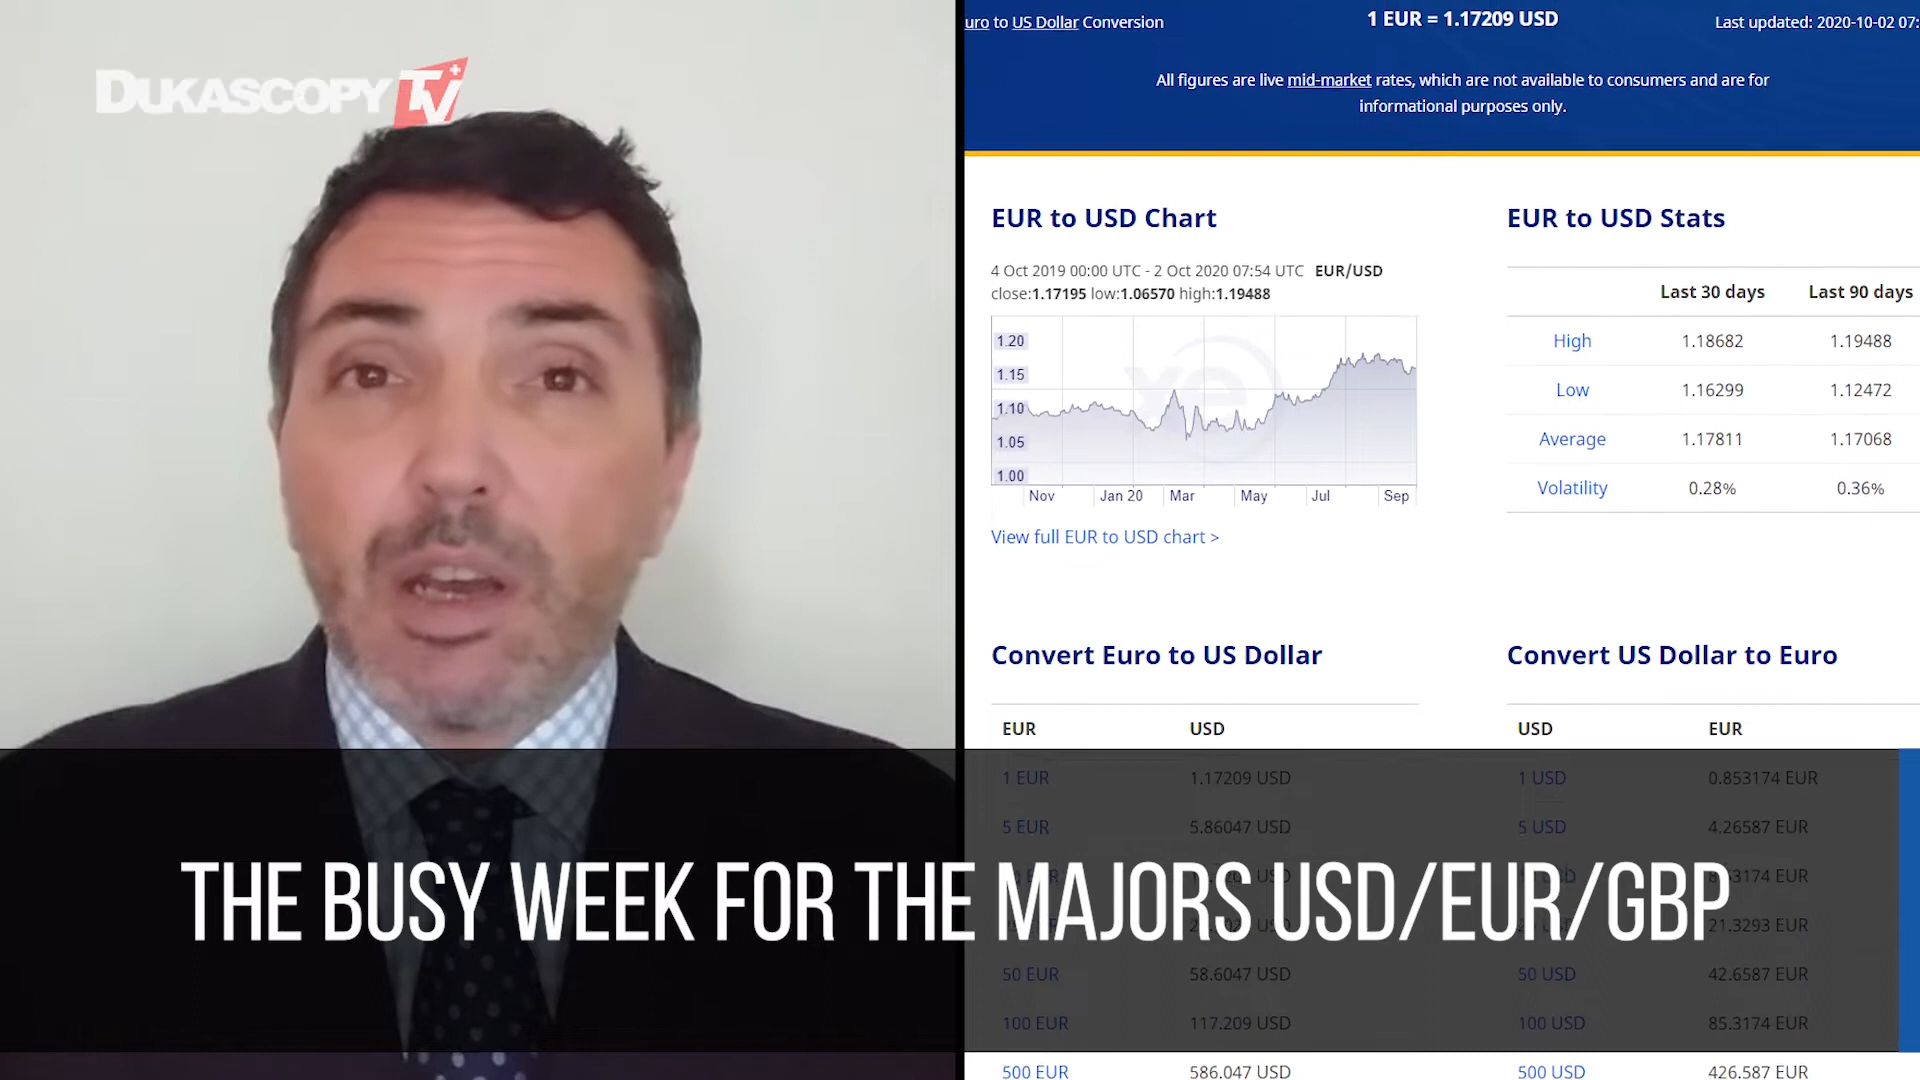 DUKASCOPY TV
uro to US Dollar Conversion
1 EUR = 1.17209 USD
Last updated: 2020-10-02 07:
All figures are live mid-market rates, which are not available to consumers and are for
informational purposes only.
EUR to USD Chart
4 Oct 2019 00:00 UTC - 2 Oct 2020 07:54 UTC EUR/USD
close:1.17195 low:1.06570 high:1.19488
xe
1.20
1.15
1.10
1.05
1.00
Nov Jan 20 Mar May Jul Sep
View full EUR to USD chart >
EUR to USD Stats
Last 30 days Last 90 days
High 1.18682 1.19488
Low 1.16299 1.12472
Average 1.17811 1.17068
Volatility 0.28% 0.36%
Convert Euro to US Dollar
EUR USD
1 EUR 1.17209 USD
5 EUR 5.86047 USD
50 EUR 58.6047 USD
100 EUR 117.209 USD
500 EUR 586.047 USD
Convert US Dollar to Euro
USD EUR
1 USD 0.853174 EUR
5 USD 4.26587 EUR
EUR
21.3293 EUR
50 USD 42.6587 EUR
100 USD 85.3174 EUR
500 USD 426.587 EUR
THE BUSY WEEK FOR THE MAJORS USD/EUR/GBP